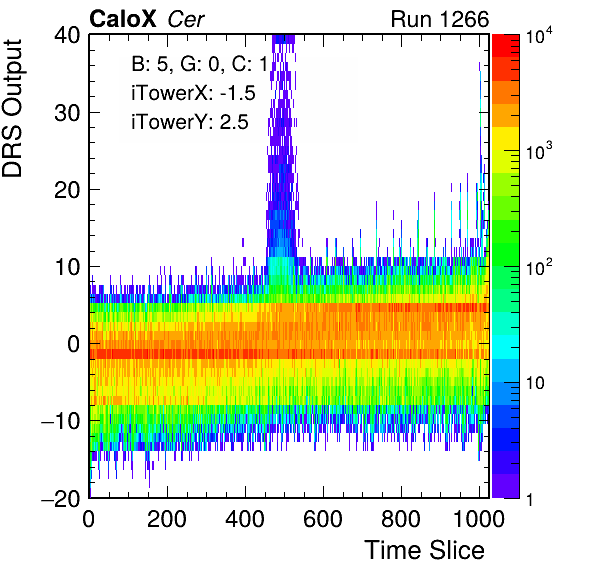 CaloX Cer Run 1266
DRS Output
B: 5, G: 0, C: 1
iTowerX: -1.5
iTowerY: 2.5
40
30
20
10
0
−10
−20
0 200 400 600 800 1000
Time Slice
10⁴
10³
10²
10
1